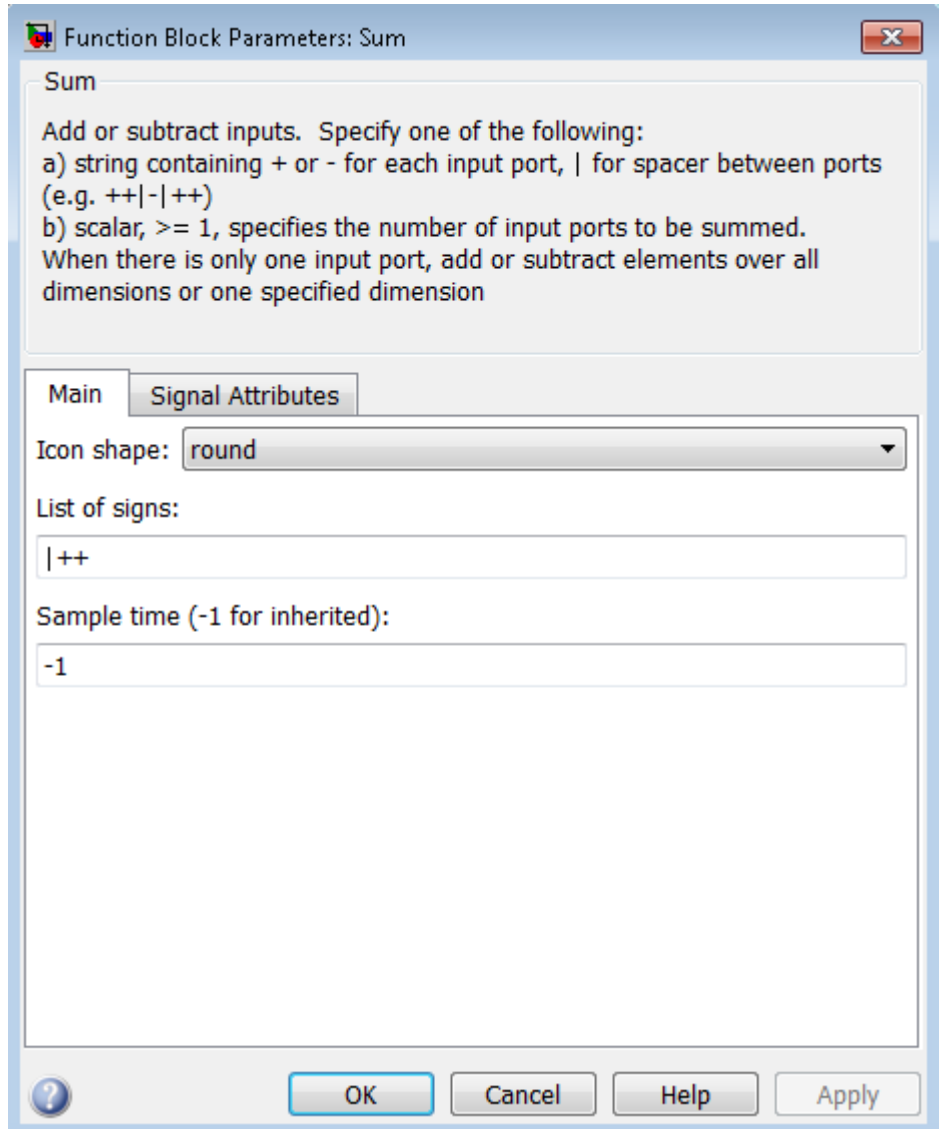 Function Block Parameters: Sum
Sum
Add or subtract inputs.  Specify one of the following:
a) string containing + or - for each input port, | for spacer between ports
(e.g. ++|-|++)
b) scalar, >= 1, specifies the number of input ports to be summed.
When there is only one input port, add or subtract elements over all
dimensions or one specified dimension
Main Signal Attributes
Icon shape: round
List of signs:
|++
Sample time (-1 for inherited):
-1
? OK Cancel Help Apply